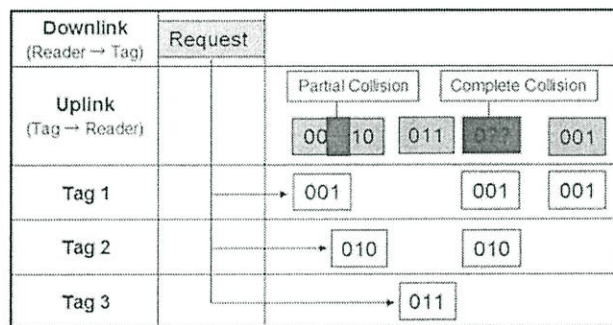 Downlink
(Reader → Tag)
Request
Uplink
(Tag → Reader)
Partial Collision
Complete Collision
00 10
011
0??
001
Tag 1
001
001
001
Tag 2
010
010
Tag 3
011